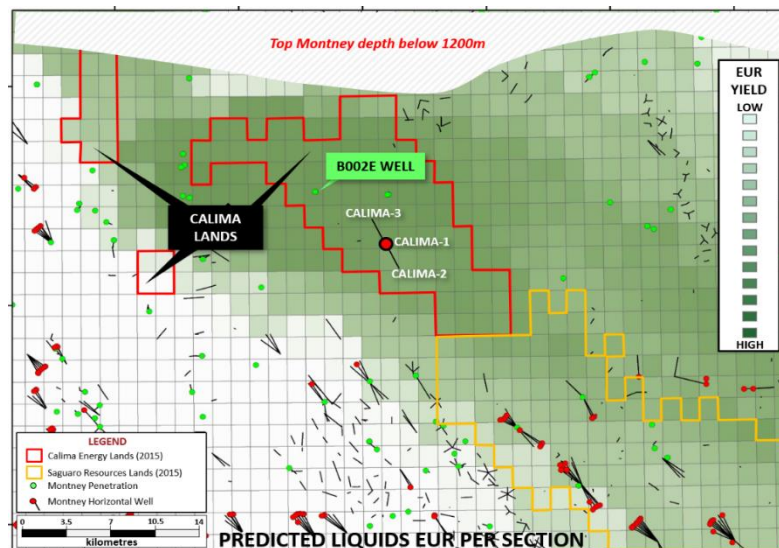 Top Montney depth below 1200m
EUR
YIELD
LOW
HIGH
B002E WELL
CALIMA
LANDS
CALIMA-3
CALIMA-1
CALIMA-2
LEGEND
Calima Energy Lands (2015)
Saguaro Resources Lands (2015)
Montney Penetration
Montney Horizontal Well
0 3.5 7 10.5 14
kilometres
PREDICTED LIQUIDS EUR PER SECTION